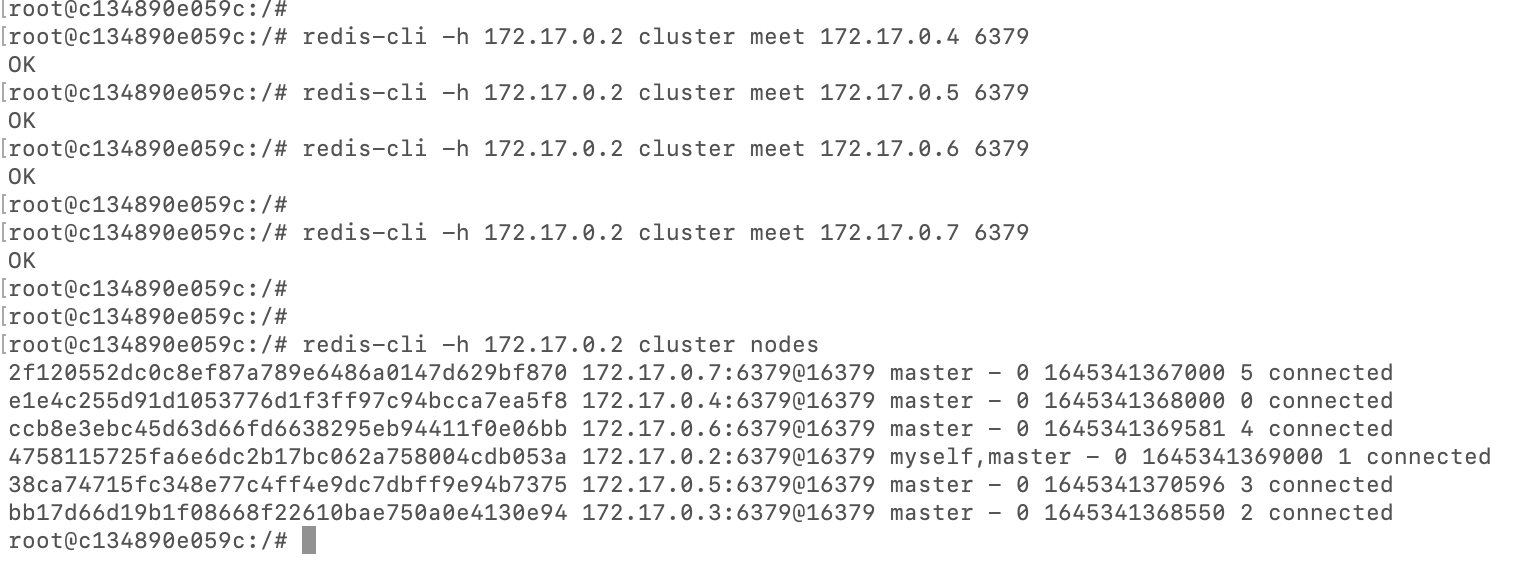 [root@c134890e059c:/#
[root@c134890e059c:/# redis-cli -h 172.17.0.2 cluster meet 172.17.0.4 6379
OK
[root@c134890e059c:/# redis-cli -h 172.17.0.2 cluster meet 172.17.0.5 6379
OK
[root@c134890e059c:/# redis-cli -h 172.17.0.2 cluster meet 172.17.0.6 6379
OK
[root@c134890e059c:/#
[root@c134890e059c:/# redis-cli -h 172.17.0.2 cluster meet 172.17.0.7 6379
OK
[root@c134890e059c:/#
[root@c134890e059c:/#
[root@c134890e059c:/# redis-cli -h 172.17.0.2 cluster nodes
2f120552dc0c8ef87a789e6486a0147d629bf870 172.17.0.7:6379@16379 master - 0 1645341367000 5 connected
e1e4c255d91d1053776d1f3ff97c94bcca7ea5f8 172.17.0.4:6379@16379 master - 0 1645341368000 0 connected
ccb8e3ebc45d63d66fd6638295eb94411f0e06bb 172.17.0.6:6379@16379 master - 0 1645341369581 4 connected
4758115725fa6e6dc2b17bc062a758004cdb053a 172.17.0.2:6379@16379 myself,master - 0 1645341369000 1 connected
38ca74715fc348e77c4ff4e9dc7dbff9e94b7375 172.17.0.5:6379@16379 master - 0 1645341370596 3 connected
bb17d66d19b1f08668f22610bae750a0e4130e94 172.17.0.3:6379@16379 master - 0 1645341368550 2 connected
root@c134890e059c:/#